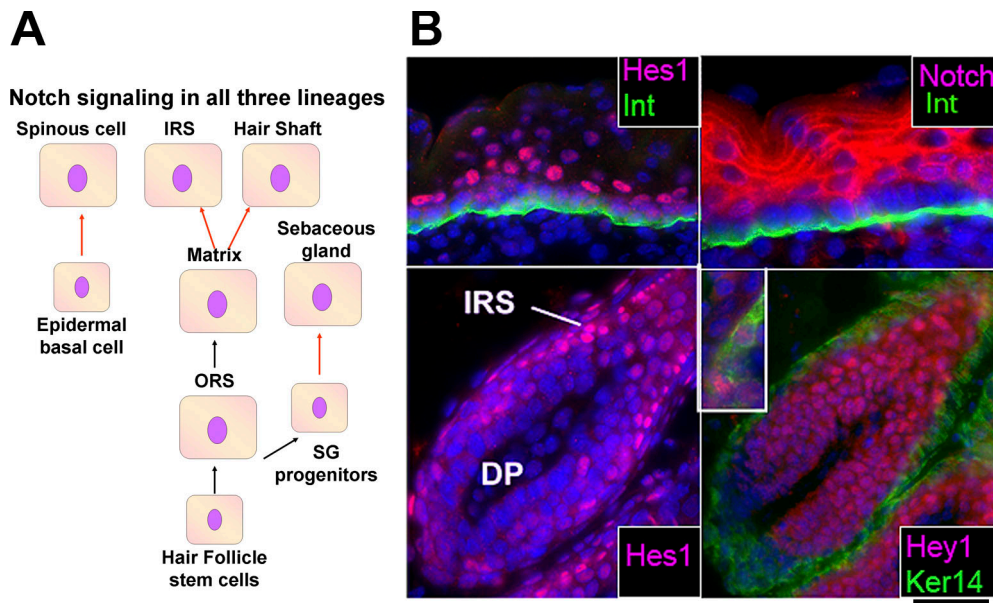 A
B
Notch signaling in all three lineages
Spinous cell
IRS
Hair Shaft
Sebaceous
gland
Matrix
Epidermal
basal cell
ORS
SG
progenitors
Hair Follicle
stem cells
Hes1
Int
Notch
Int
IRS
DP
Hes1
Hey1
Ker14